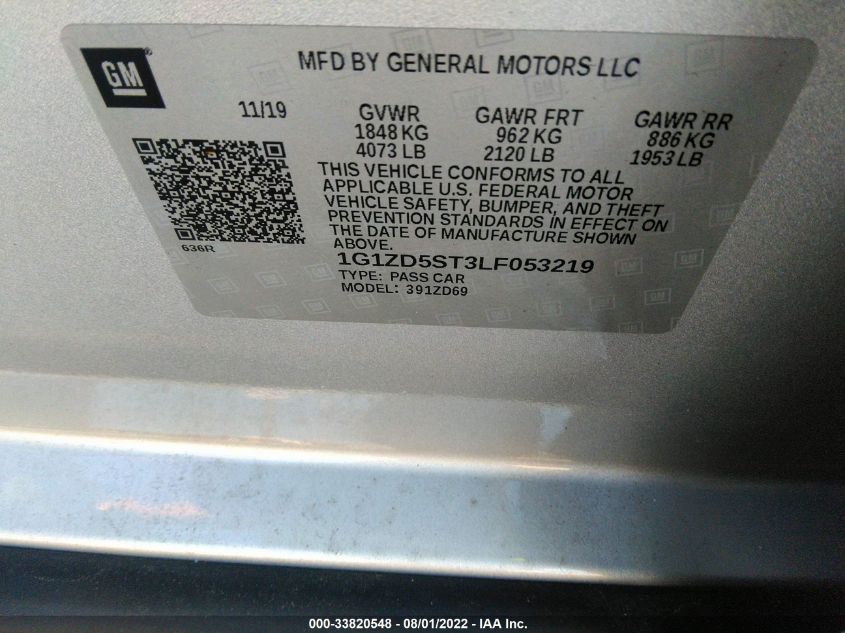 GM
MFD BY GENERAL MOTORS LLC
11/19 GVWR GAWR FRT GAWR RR
1848 KG 962 KG 886 KG
4073 LB 2120 LB 1953 LB
THIS VEHICLE CONFORMS TO ALL
APPLICABLE U.S. FEDERAL MOTOR
VEHICLE SAFETY, BUMPER, AND THEFT
PREVENTION STANDARDS IN EFFECT ON
THE DATE OF MANUFACTURE SHOWN
ABOVE.
636R
1G1ZD5ST3LF053219
TYPE: PASS CAR
MODEL: 391ZD69
000-33820548 - 08/01/2022 - IAA Inc.